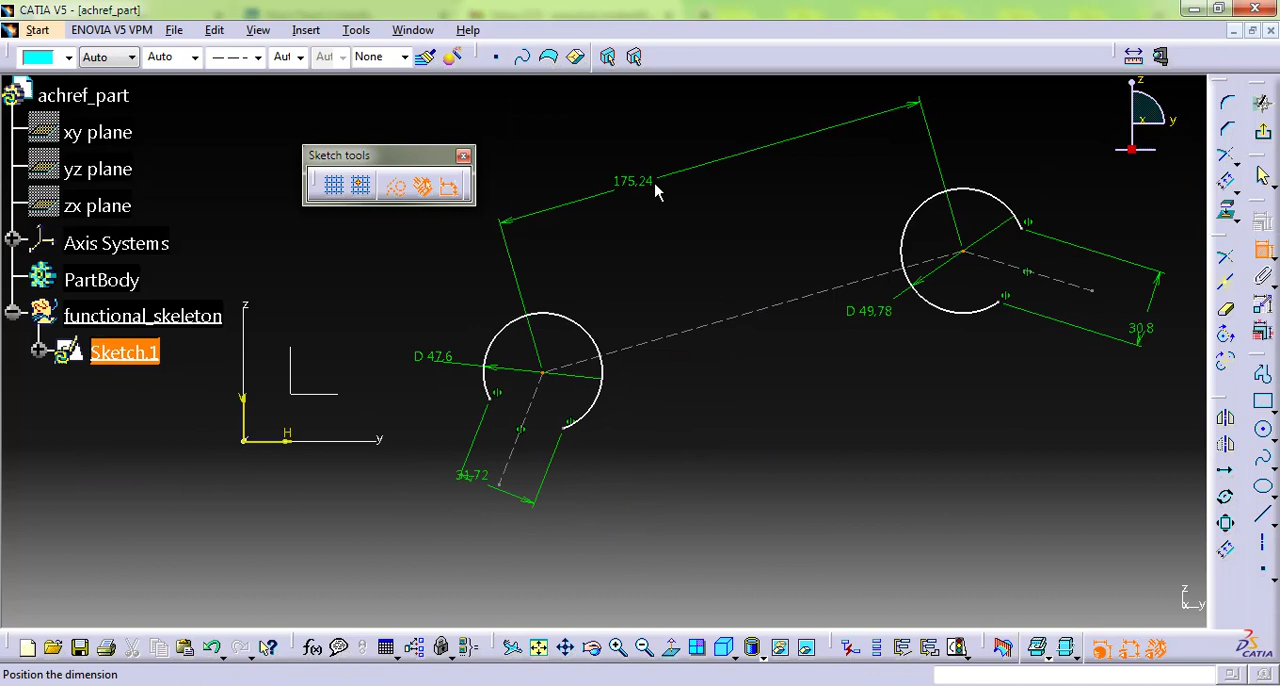 CATIA V5 - [achref_part]
Start ENOVIA V5 VPM File Edit View Insert Tools Window Help
Auto Auto Aut Aut None
achref_part
xy plane
yz plane
zx plane
Axis Systems
PartBody
functional_skeleton
Sketch.1
Sketch tools
175,24
D 49,78
30,8
D 47,6
31,72
z
y
V
H
z
x y
z
x y
f(x)
CATIA
Position the dimension